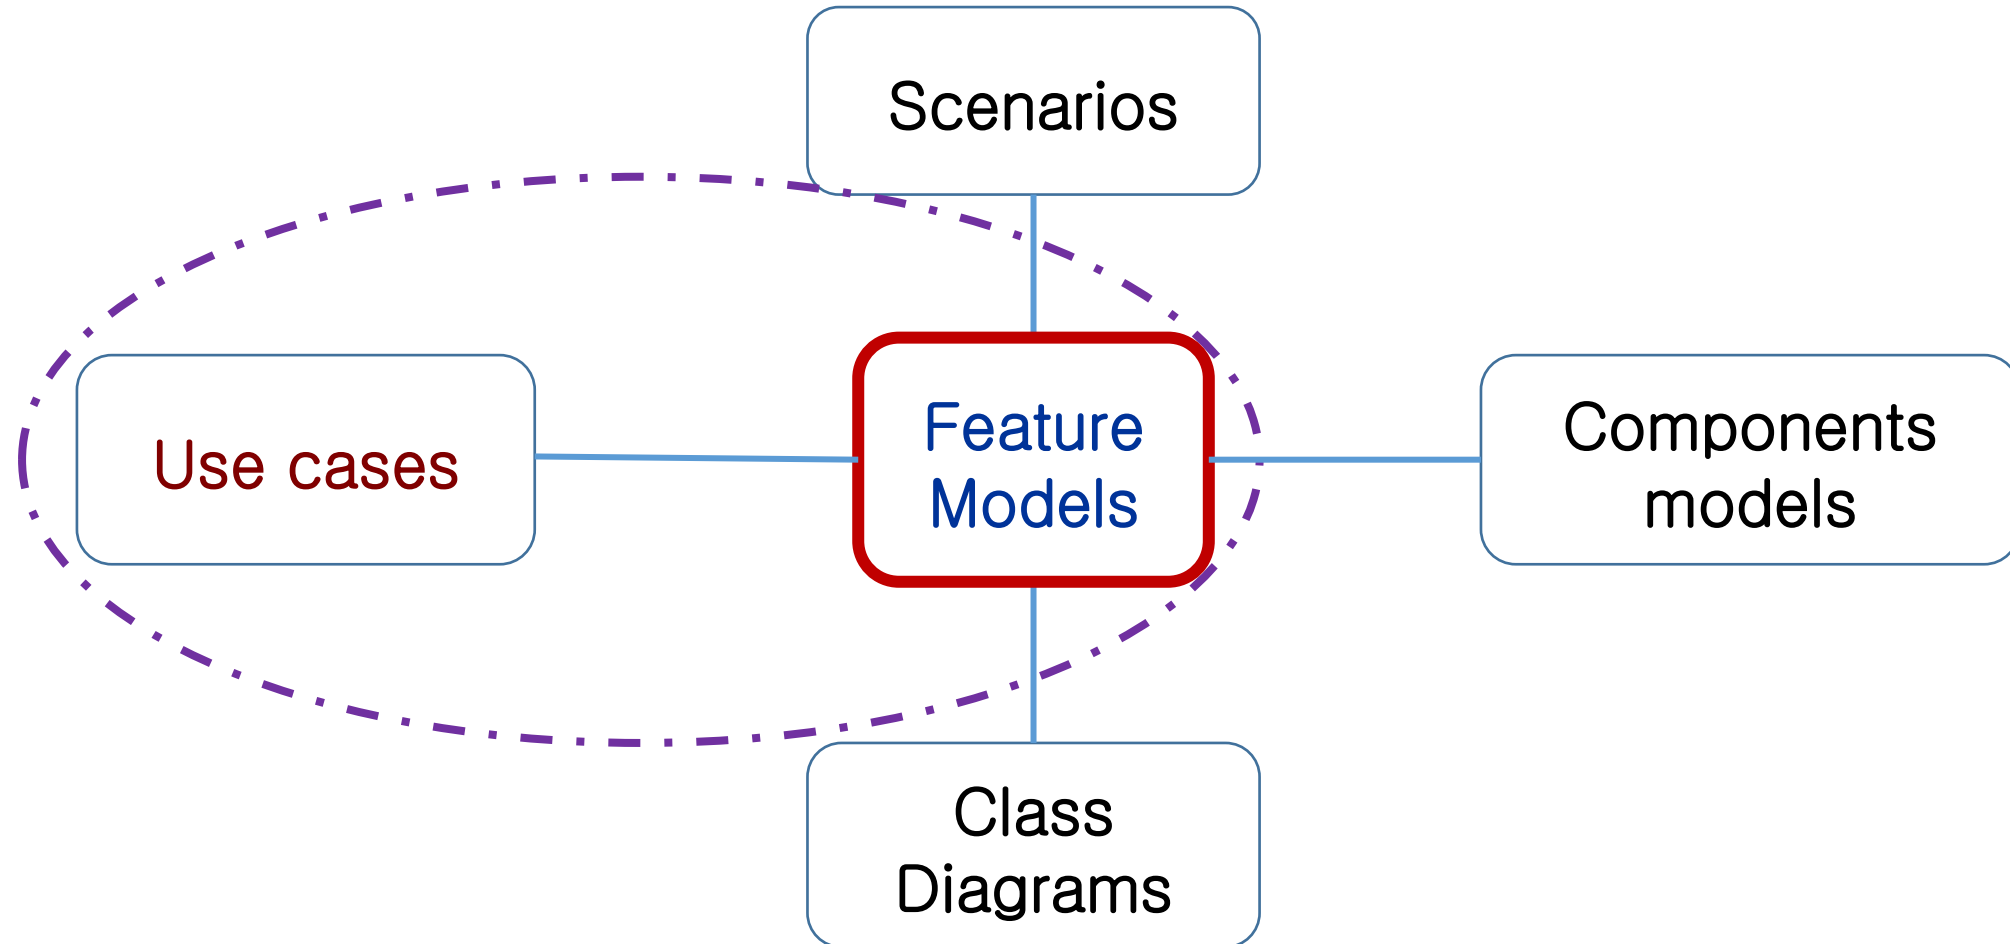 Scenarios
Use cases
Feature
Models
Components
models
Class
Diagrams